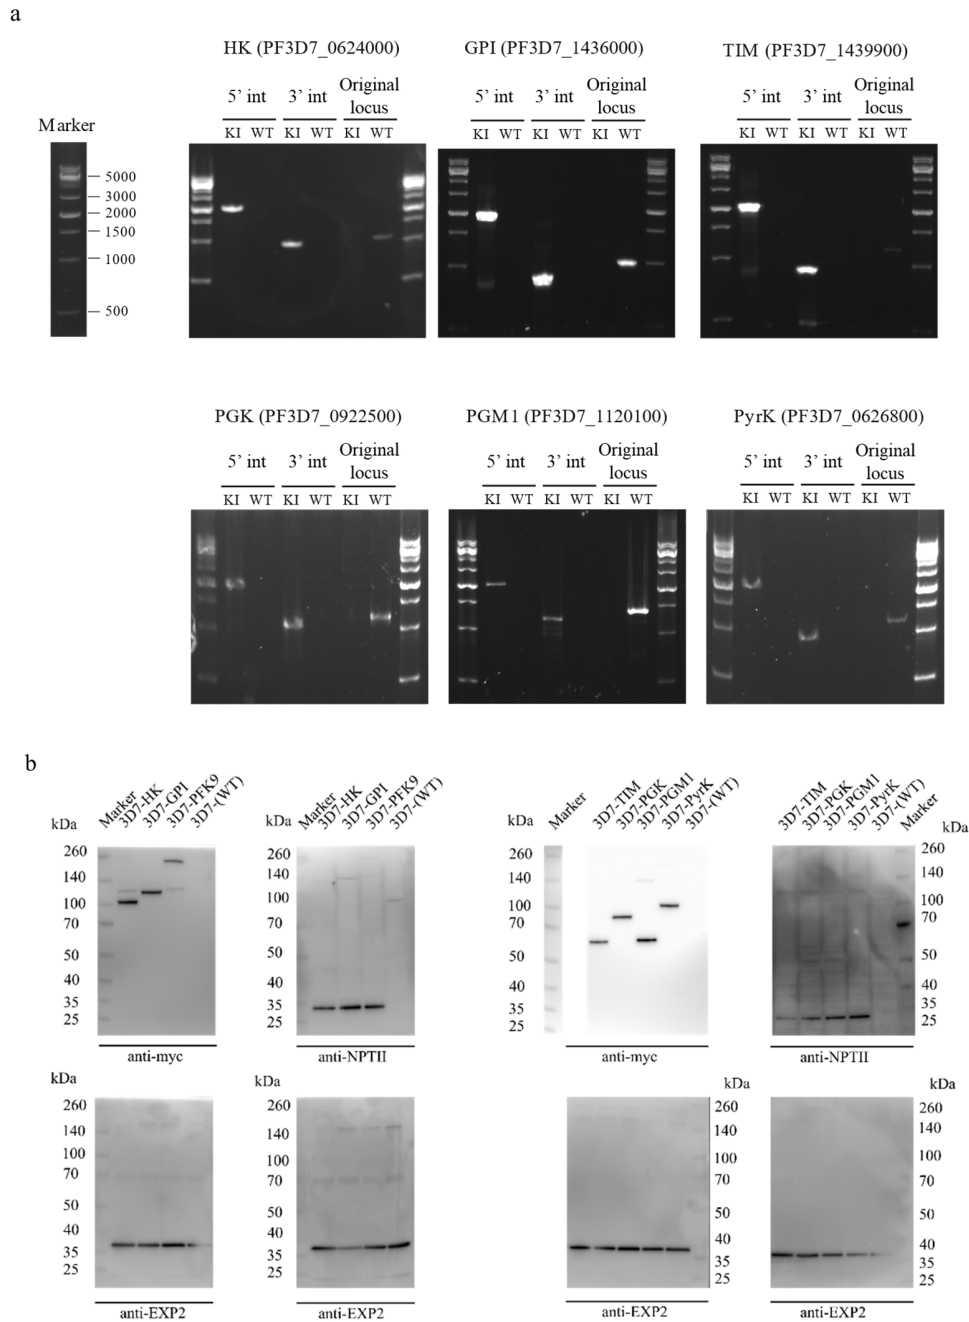 a
HK (PF3D7_0624000)
GPI (PF3D7_1436000)
TIM (PF3D7_1439900)
5’ int 3’ int Original locus
5’ int 3’ int Original locus
5’ int 3’ int Original locus
Marker
KI WT KI WT KI WT
KI WT KI WT KI WT
KI WT KI WT KI WT
5000
3000
2000
1500
1000
500
PGK (PF3D7_0922500)
PGM1 (PF3D7_1120100)
PyrK (PF3D7_0626800)
5’ int 3’ int Original locus
5’ int 3’ int Original locus
5’ int 3’ int Original locus
KI WT KI WT KI WT
KI WT KI WT KI WT
KI WT KI WT KI WT
b
kDa
Marker
3D7-HK
3D7-GPI
3D7-PFK9
3D7-(WT)
260
140
100
70
50
40
35
25
anti-myc
kDa
Marker
3D7-HK
3D7-GPI
3D7-PFK9
3D7-(WT)
260
140
100
70
50
40
35
25
anti-NPTII
kDa
Marker
3D7-TIM
3D7-PGK
3D7-PGM1
3D7-PyrK
3D7-(WT)
260
140
100
70
50
40
35
25
anti-myc
3D7-TIM
3D7-PGK
3D7-PGM1
3D7-PyrK
3D7-(WT)
Marker
kDa
260
140
100
70
50
40
35
25
anti-NPTII
kDa
260
140
100
70
50
40
35
25
anti-EXP2
kDa
260
140
100
70
50
40
35
25
anti-EXP2
kDa
260
140
100
70
50
40
35
25
anti-EXP2
kDa
260
140
100
70
50
40
35
25
anti-EXP2